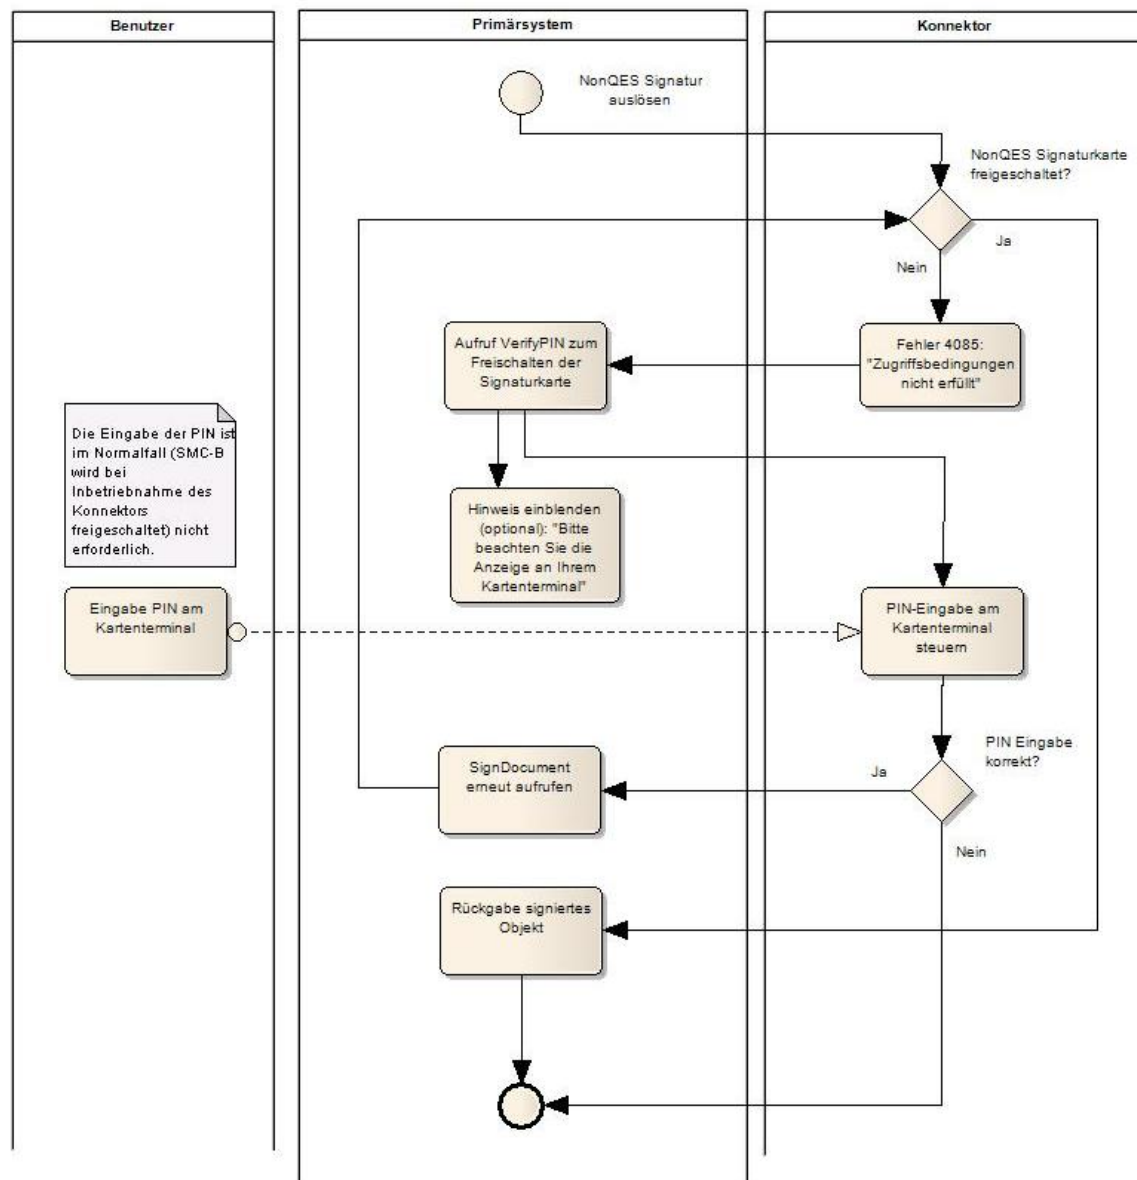 Benutzer
Primärsystem
Konnektor
NonQES Signatur
auslösen
NonQES Signaturkarte
freigeschaltet?
Ja
Nein
Aufruf VerifyPIN zum
Freischalten der
Signaturkarte
Fehler 4085:
"Zugriffsbedingungen
nicht erfüllt"
Die Eingabe der PIN ist
im Normalfall (SMC-B
wird bei
Inbetriebnahme des
Konnektors
freigeschaltet) nicht
erforderlich.
Hinweis einblenden
(optional): "Bitte
beachten Sie die
Anzeige an Ihrem
Kartenterminal"
Eingabe PIN am
Kartenterminal
PIN-Eingabe am
Kartenterminal
steuern
PIN Eingabe
korrekt?
SignDocument
erneut aufrufen
Ja
Nein
Rückgabe signiertes
Objekt